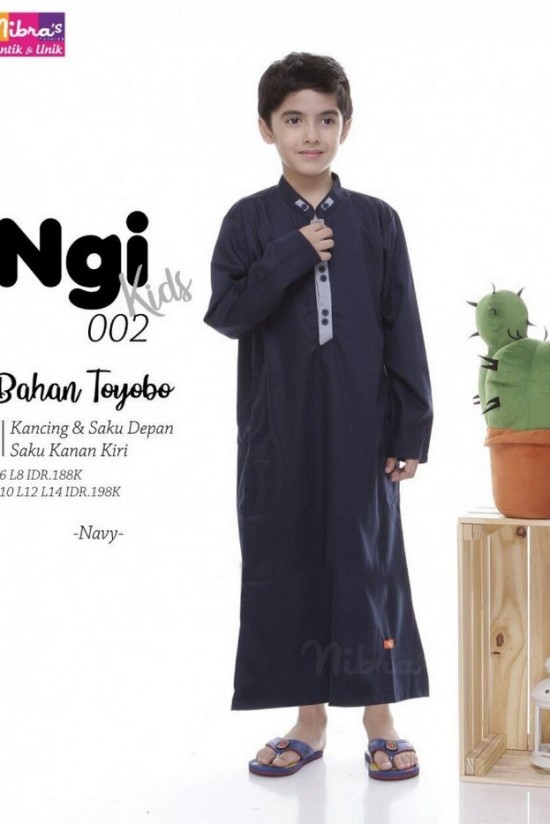 Nibra's
ntik & Unik
Ngi
Kids
002
Bahan Toyobo
Kancing & Saku Depan
Saku Kanan Kiri
6 L8 IDR.188K
10 L12 L14 IDR.198K
-Navy-
nibra's